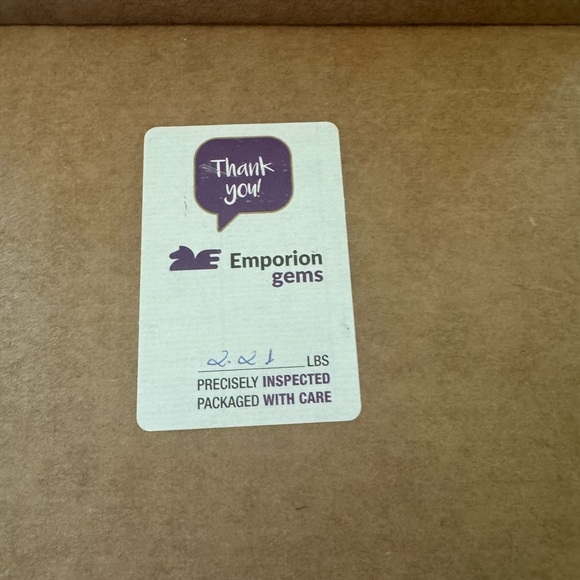 Thank
you!
Emporion
gems
2.21 LBS
PRECISELY INSPECTED
PACKAGED WITH CARE